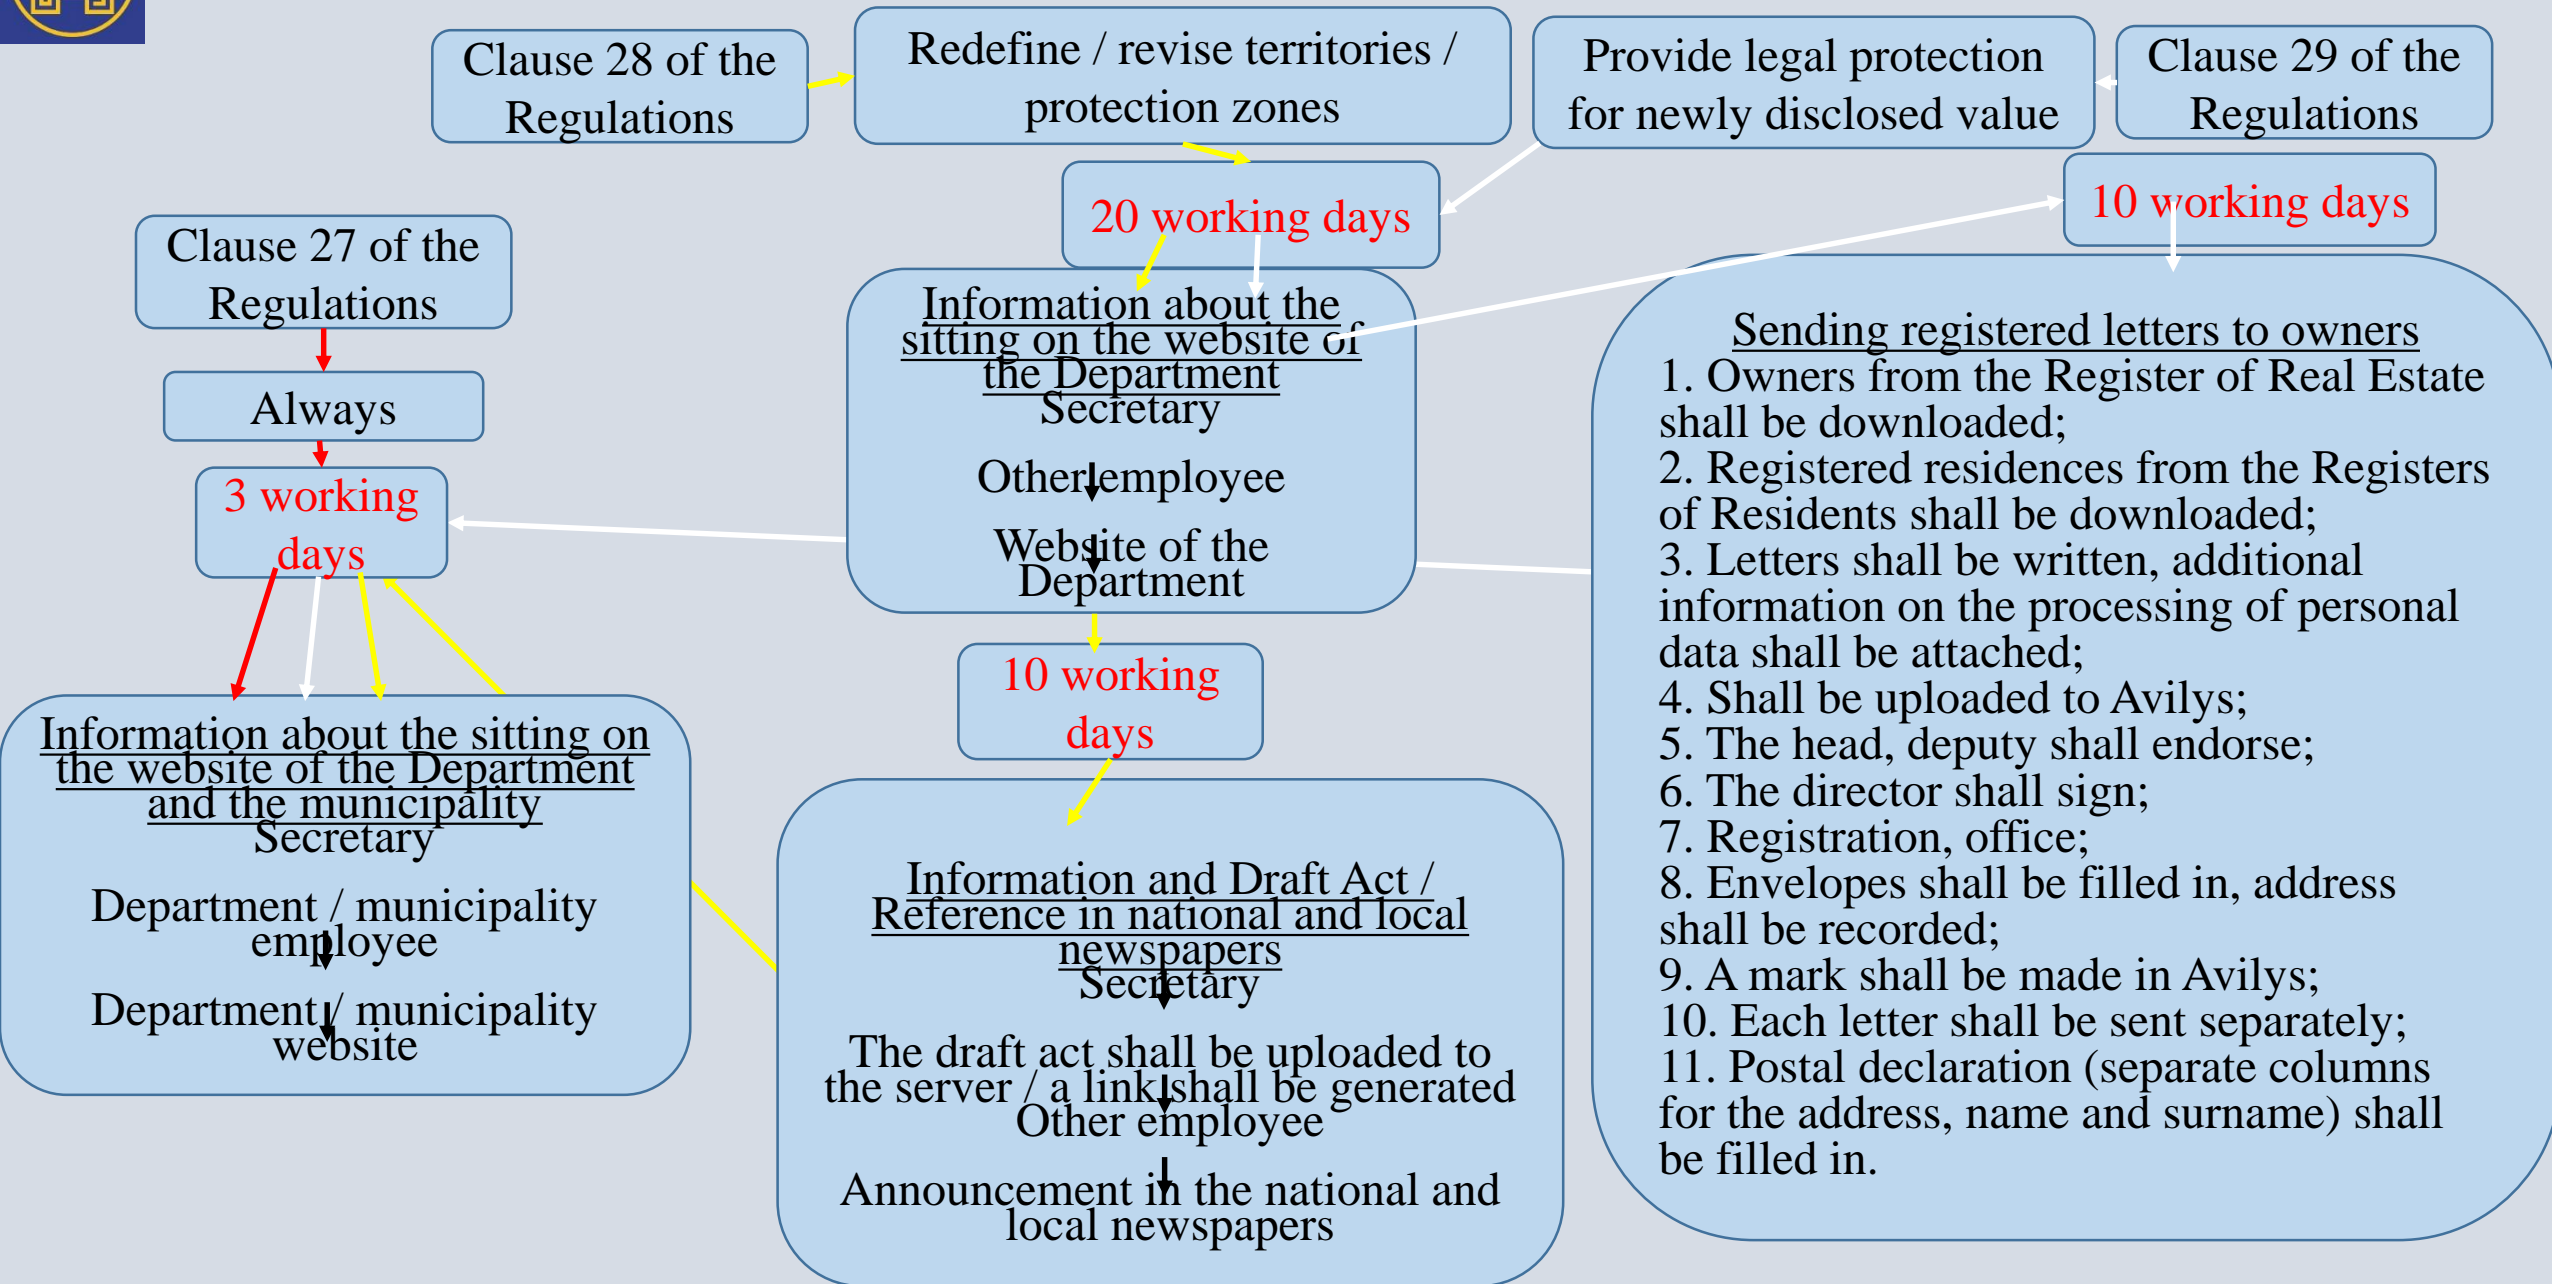 Clause 28 of the
Regulations
Redefine / revise territories /
protection zones
Provide legal protection
for newly disclosed value
Clause 29 of the
Regulations
20 working days
10 working days
Clause 27 of the
Regulations
Always
3 working
days
Information about the
sitting on the website of
the Department
Secretary
Other employee
Website of the
Department
10 working
days
Information about the sitting on
the website of the Department
and the municipality
Secretary
Department / municipality
employee
Department / municipality
website
Information and Draft Act /
Reference in national and local
newspapers
Secretary
The draft act shall be uploaded to
the server / a link shall be generated
Other employee
Announcement in the national and
local newspapers
Sending registered letters to owners
1. Owners from the Register of Real Estate
shall be downloaded;
2. Registered residences from the Registers
of Residents shall be downloaded;
3. Letters shall be written, additional
information on the processing of personal
data shall be attached;
4. Shall be uploaded to Avilys;
5. The head, deputy shall endorse;
6. The director shall sign;
7. Registration, office;
8. Envelopes shall be filled in, address
shall be recorded;
9. A mark shall be made in Avilys;
10. Each letter shall be sent separately;
11. Postal declaration (separate columns
for the address, name and surname) shall
be filled in.